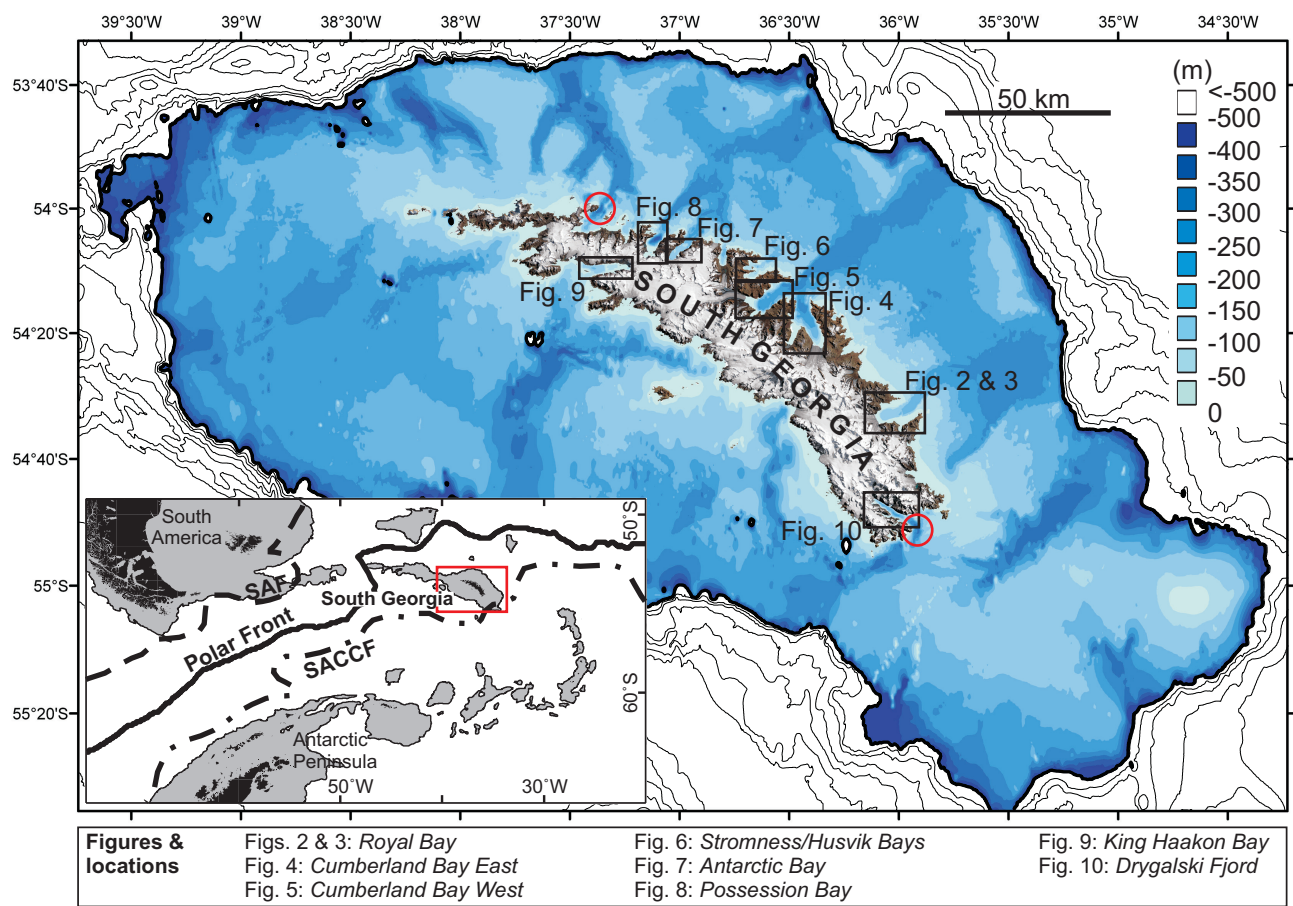 39°30'W 39°W 38°30'W 38°W 37°30'W 37°W 36°30'W 36°W 35°30'W 35°W 34°30'W
53°40'S
54°S
54°20'S
54°40'S
55°S
55°20'S
50 km
(m)
<-500
-500
-400
-350
-300
-250
-200
-150
-100
-50
0
Fig. 8
Fig. 7
Fig. 6
Fig. 5
Fig. 4
Fig. 9
SOUTH GEORGIA
Fig. 2 & 3
Fig. 10
South
America
50°S
SAF
South Georgia
Polar Front
SACCF
60°S
Antarctic
Peninsula
50°W
30°W
Figures &
locations
Figs. 2 & 3: Royal Bay
Fig. 4: Cumberland Bay East
Fig. 5: Cumberland Bay West
Fig. 6: Stromness/Husvik Bays
Fig. 7: Antarctic Bay
Fig. 8: Possession Bay
Fig. 9: King Haakon Bay
Fig. 10: Drygalski Fjord